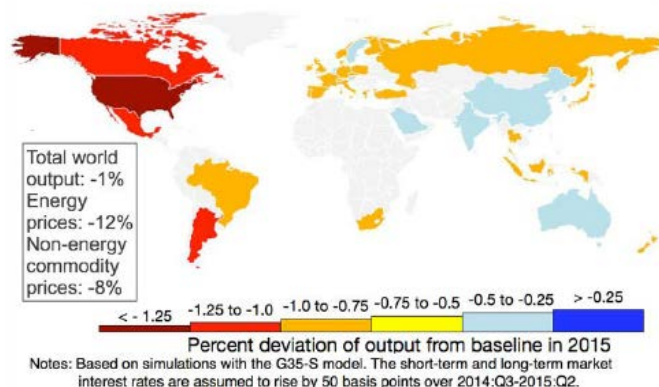 Total world
output: -1%
Energy
prices: -12%
Non-energy
commodity
prices: -8%
< - 1.25 -1.25 to -1.0 -1.0 to -0.75 -0.75 to -0.5 -0.5 to -0.25 > -0.25
Percent deviation of output from baseline in 2015
Notes: Based on simulations with the G35-S model. The short-term and long-term market
interest rates are assumed to rise by 50 basis points over 2014:Q3-2015:Q2.